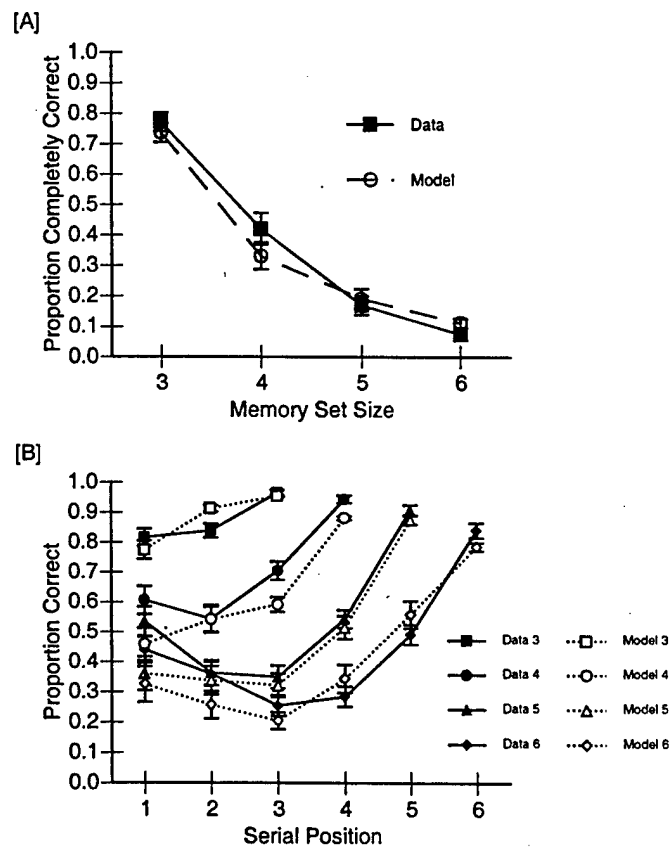 [A]
Proportion Completely Correct
1.0
0.9
0.8
0.7
0.6
0.5
0.4
0.3
0.2
0.1
0.0
Data
Model
3 4 5 6
Memory Set Size
[B]
Proportion Correct
1.0
0.9
0.8
0.7
0.6
0.5
0.4
0.3
0.2
0.1
0.0
Data 3 Model 3
Data 4 Model 4
Data 5 Model 5
Data 6 Model 6
1 2 3 4 5 6
Serial Position